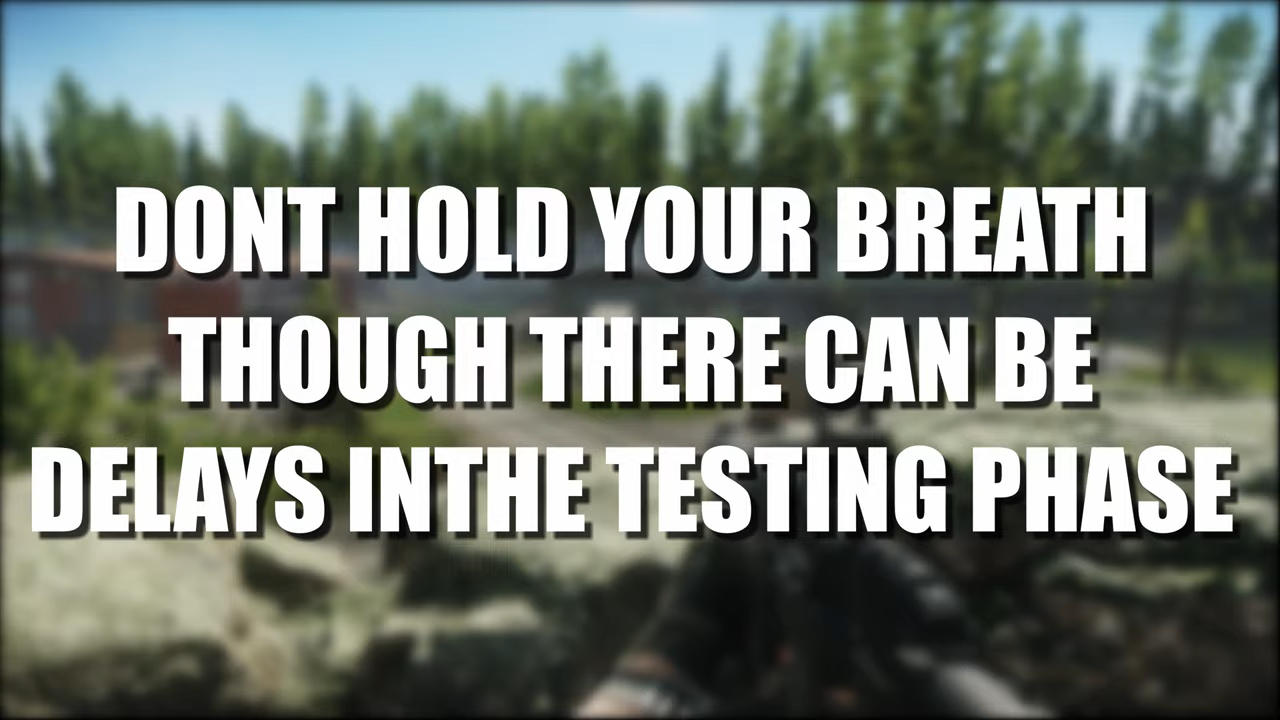 DONT HOLD YOUR BREATH
THOUGH THERE CAN BE
DELAYS INTHE TESTING PHASE